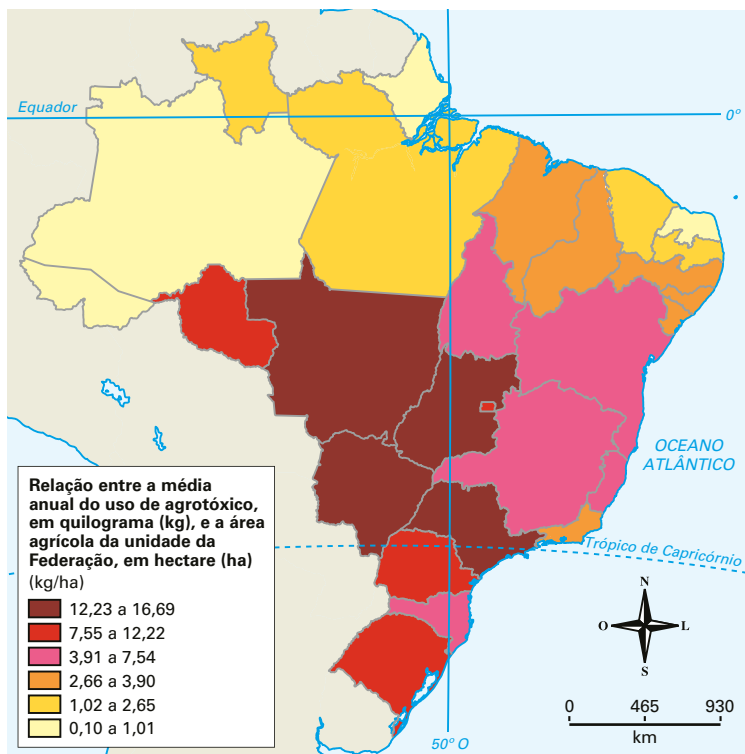 Equador
0°
OCEANO
ATLÂNTICO
Relação entre a média
anual do uso de agrotóxico,
em quilograma (kg), e a área
agrícola da unidade da
Federação, em hectare (ha)
(kg/ha)
12,23 a 16,69
7,55 a 12,22
3,91 a 7,54
2,66 a 3,90
1,02 a 2,65
0,10 a 1,01
Trópico de Capricórnio
N
O
L
S
0 465 930
km
50° O